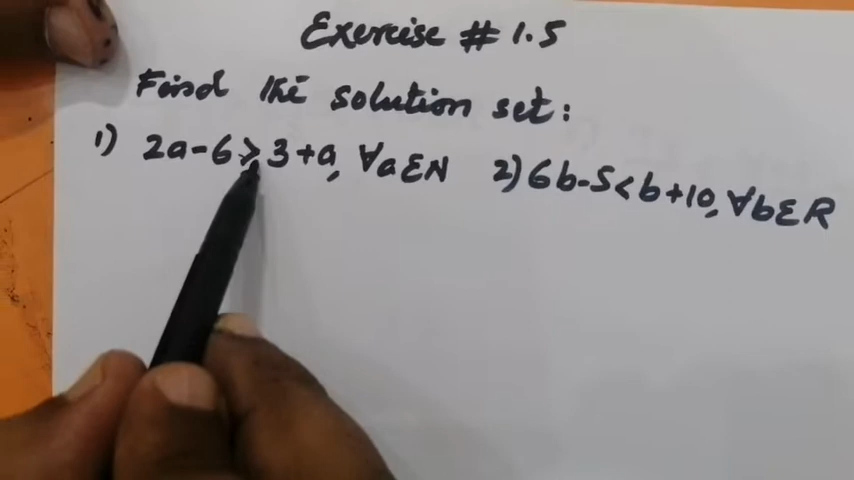 Exercise # 1.5
Find the solution set:
1) 2a-6>3+a, ∀a∈N 2) 6b-5<b+10, ∀b∈R